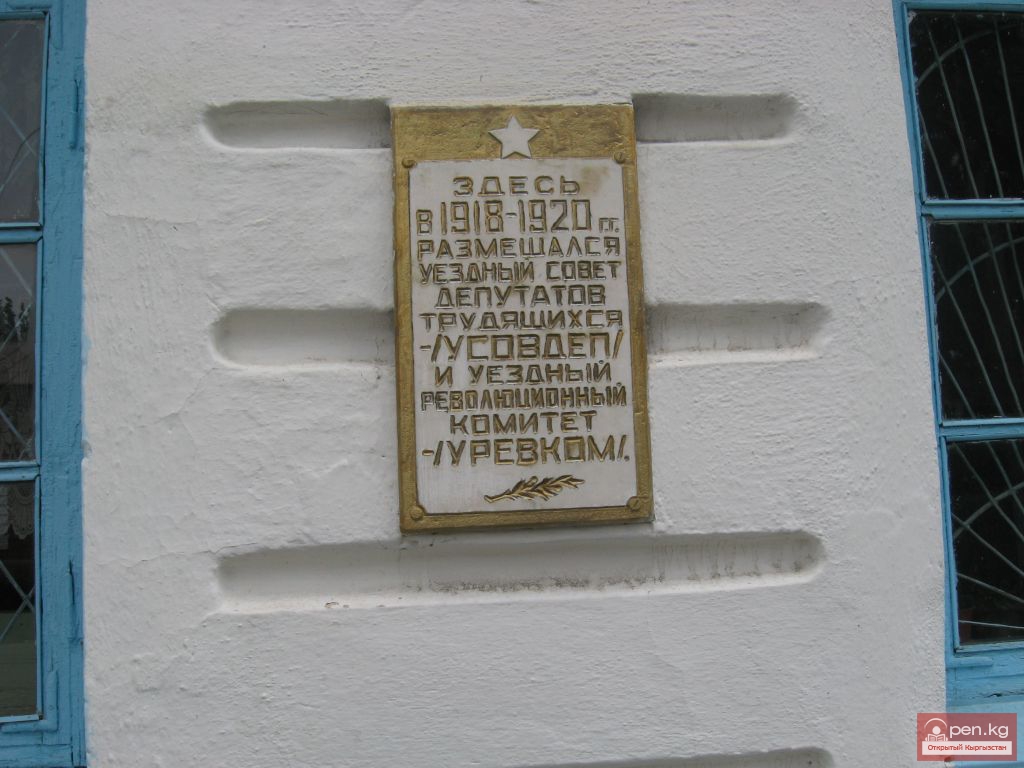 ЗДЕСЬ
В 1918-1920 ГГ.
РАЗМЕЩАЛСЯ
УЕЗДНЫЙ СОВЕТ
ДЕПУТАТОВ
ТРУДЯЩИХСЯ
-/УСОВДЕП/
И УЕЗДНЫЙ
РЕВОЛЮЦИОННЫЙ
КОМИТЕТ
-/УРЕВКОМ/.
Open.kg
Открытый Кыргызстан